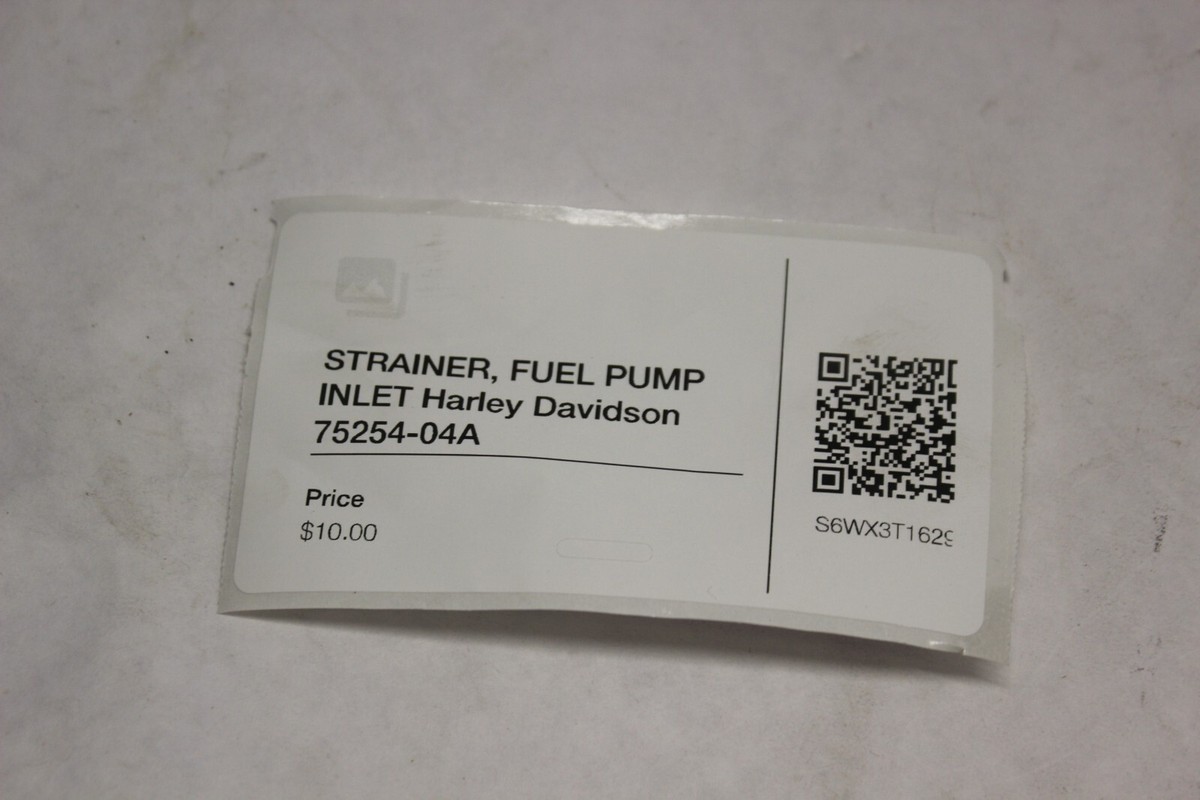 STRAINER, FUEL PUMP
INLET Harley Davidson
75254-04A
Price
$10.00
S6WX3T1629